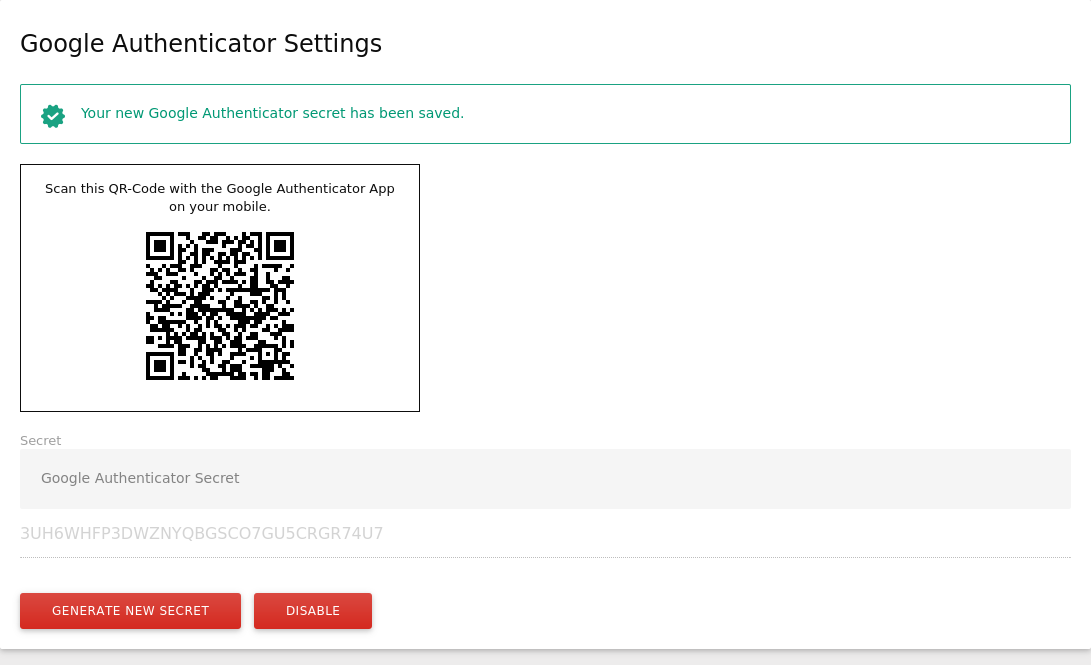 Google Authenticator Settings
Your new Google Authenticator secret has been saved.
Scan this QR-Code with the Google Authenticator App
on your mobile.
Secret
Google Authenticator Secret
3UH6WHFP3DWZNYQBGSCO7GU5CRGR74U7
GENERATE NEW SECRET
DISABLE